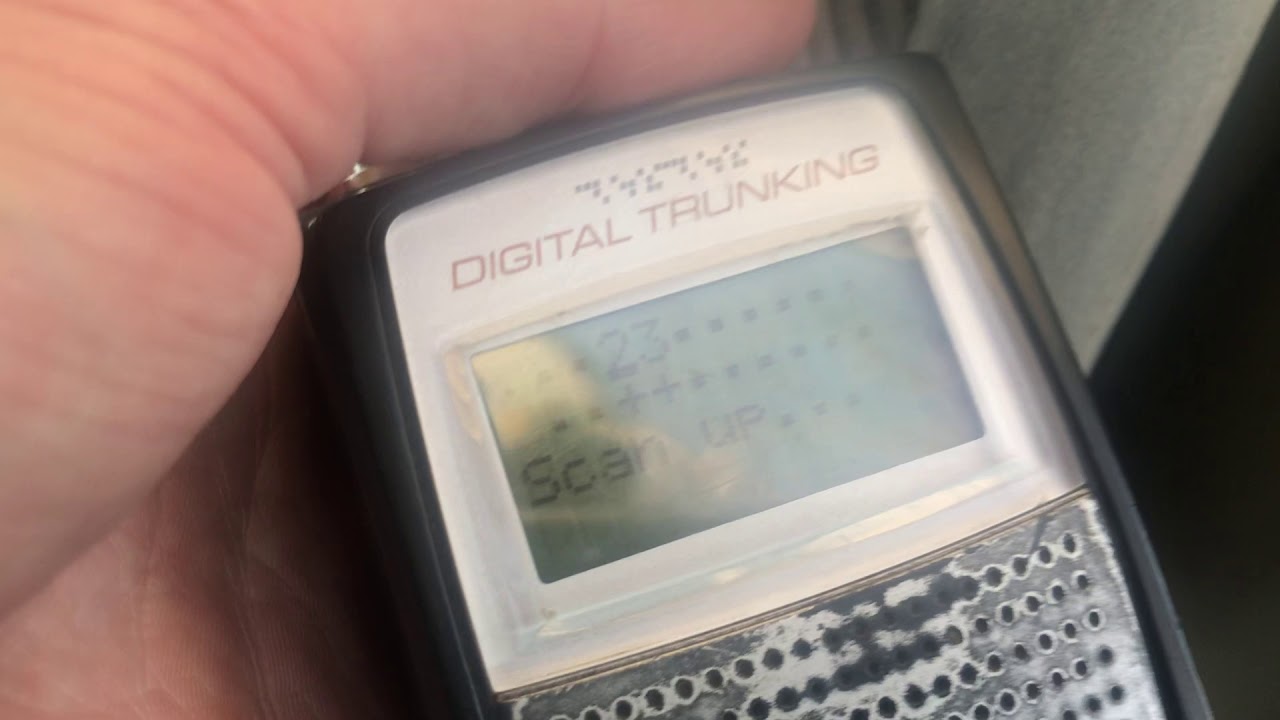 DIGITAL TRUNKING
---23-------
--++--------
Scan UP----